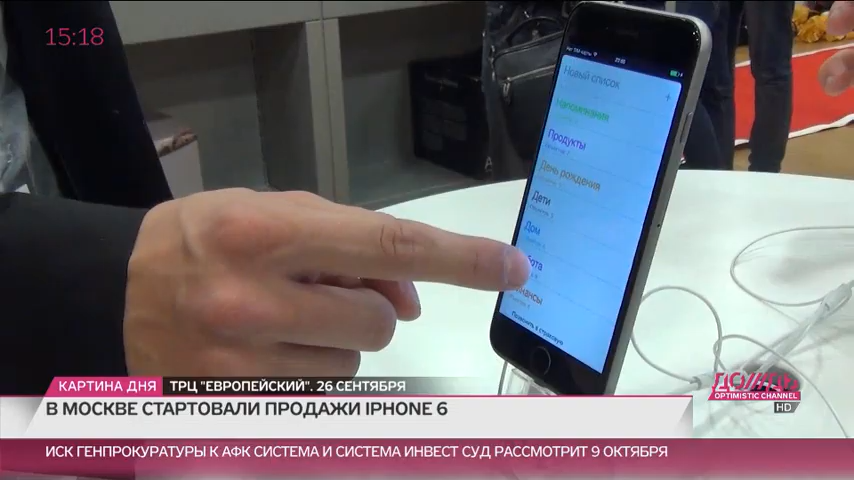 15:18
Новый список
Напоминания
Продукты
День рождения
Дети
Дом
КАРТИНА ДНЯ
ТРЦ "ЕВРОПЕЙСКИЙ". 26 СЕНТЯБРЯ
В МОСКВЕ СТАРТОВАЛИ ПРОДАЖИ IPHONE 6
ДОЖДЬ
OPTIMISTIC CHANNEL
HD
ИСК ГЕНПРОКУРАТУРЫ К АФК СИСТЕМА И СИСТЕМА ИНВЕСТ СУД РАССМОТРИТ 9 ОКТЯБРЯ